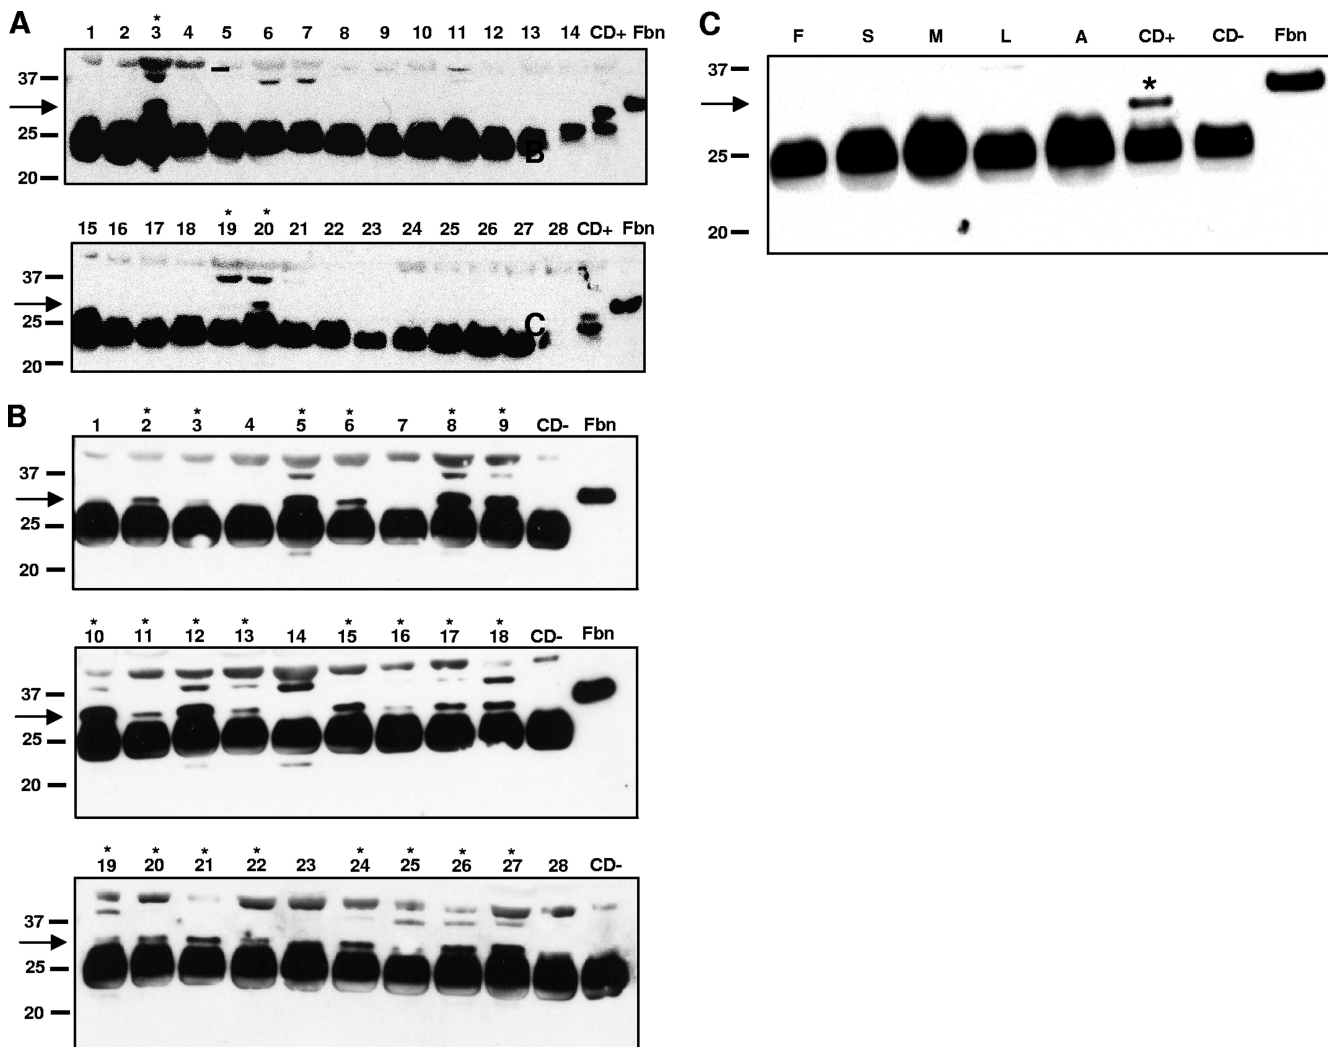 A
* 
1 2 3 4 5 6 7 8 9 10 11 12 13 14 CD+ Fbn
37
25
B
20
* *
15 16 17 18 19 20 21 22 23 24 25 26 27 28 CD+ Fbn
37
25
C
20
B
* * * * * *
1 2 3 4 5 6 7 8 9 CD- Fbn
37
25
20
* * * * * * * *
10 11 12 13 14 15 16 17 18 CD- Fbn
37
25
20
* * * * * * * *
19 20 21 22 23 24 25 26 27 28 CD-
37
25
20
C
F S M L A CD+ CD- Fbn
37
*
25
20